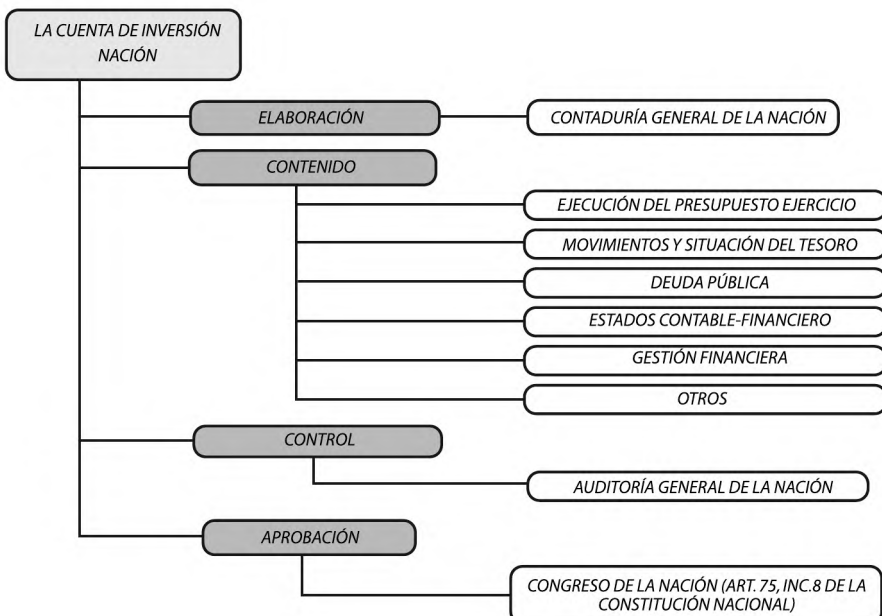 LA CUENTA DE INVERSIÓN
NACIÓN
ELABORACIÓN
CONTADURÍA GENERAL DE LA NACIÓN
CONTENIDO
EJECUCIÓN DEL PRESUPUESTO EJERCICIO
MOVIMIENTOS Y SITUACIÓN DEL TESORO
DEUDA PÚBLICA
ESTADOS CONTABLE-FINANCIERO
GESTIÓN FINANCIERA
OTROS
CONTROL
AUDITORÍA GENERAL DE LA NACIÓN
APROBACIÓN
CONGRESO DE LA NACIÓN (ART. 75, INC.8 DE LA
CONSTITUCIÓN NACIONAL)